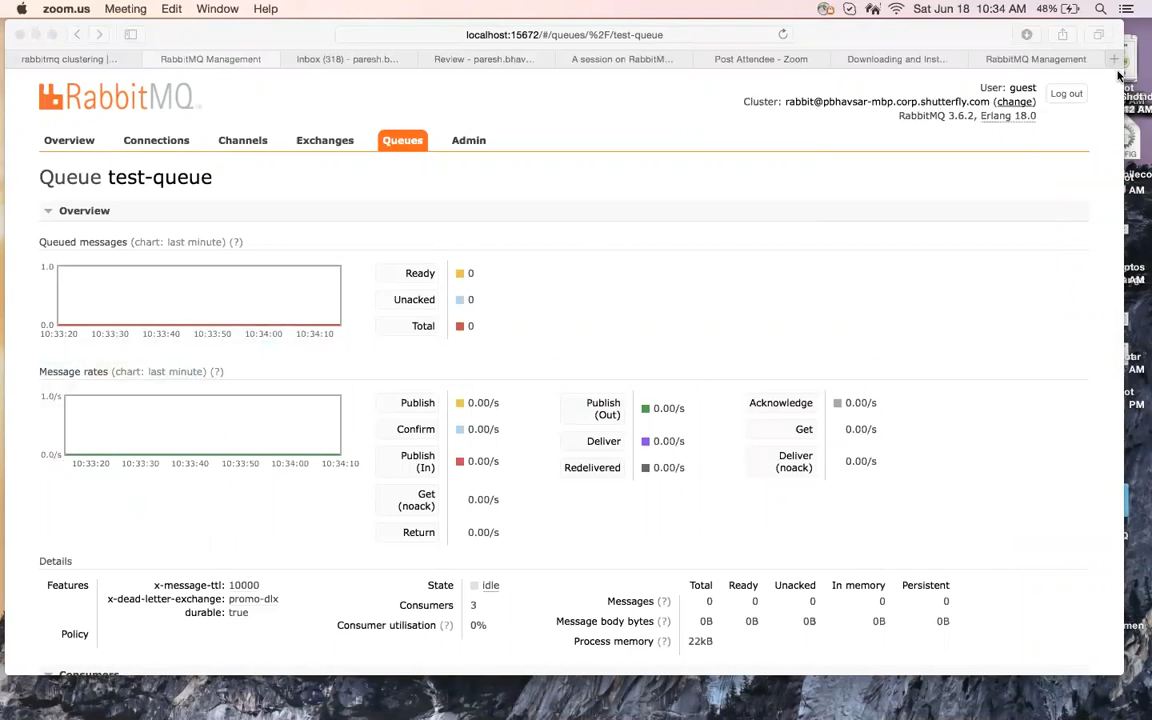 zoom.us Meeting Edit Window Help Sat Jun 18 10:34 AM 48%
localhost:15672/#/queues/%2F/test-queue
rabbitmq clustering |... RabbitMQ Management Inbox (318) - paresh.b... Review - paresh.bhav... A session on RabbitM... Post Attendee - Zoom Downloading and Inst... RabbitMQ Management
RabbitMQ
User: guest Log out
Cluster: rabbit@pbhavsar-mbp.corp.shutterfly.com (change)
RabbitMQ 3.6.2, Erlang 18.0
Overview Connections Channels Exchanges Queues Admin
Queue test-queue
Overview
Queued messages (chart: last minute) (?)
1.0
0.0
10:33:20 10:33:30 10:33:40 10:33:50 10:34:00 10:34:10
Ready 0
Unacked 0
Total 0
Message rates (chart: last minute) (?)
1.0/s
0.0/s
10:33:20 10:33:30 10:33:40 10:33:50 10:34:00 10:34:10
Publish 0.00/s
Confirm 0.00/s
Publish (In) 0.00/s
Get (noack) 0.00/s
Return 0.00/s
Publish (Out) 0.00/s
Deliver 0.00/s
Redelivered 0.00/s
Acknowledge 0.00/s
Get 0.00/s
Deliver (noack) 0.00/s
Details
Features x-message-ttl: 10000
x-dead-letter-exchange: promo-dlx
durable: true
Policy
State idle
Consumers 3
Consumer utilisation (?) 0%
Total Ready Unacked In memory Persistent
Messages (?) 0 0 0 0 0
Message body bytes (?) 0B 0B 0B 0B 0B
Process memory (?) 22kB
Consumers